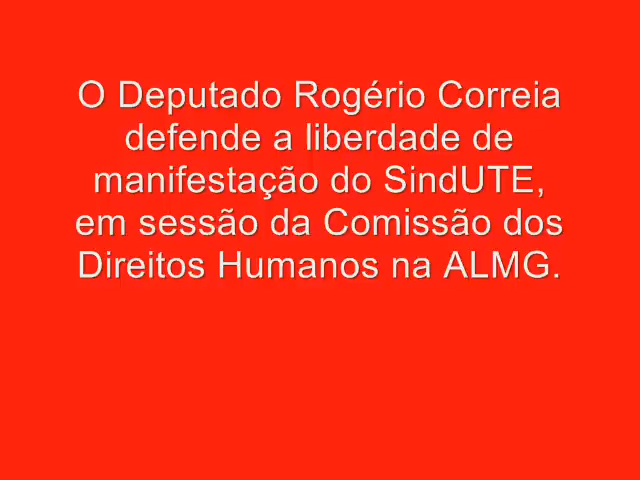 O Deputado Rogério Correia
defende a liberdade de
manifestação do SindUTE,
em sessão da Comissão dos
Direitos Humanos na ALMG.